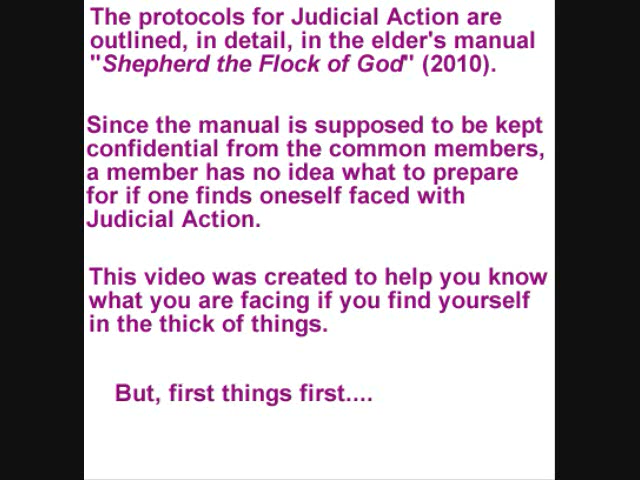 The protocols for Judicial Action are
outlined, in detail, in the elder's manual
"Shepherd the Flock of God" (2010).
Since the manual is supposed to be kept
confidential from the common members,
a member has no idea what to prepare
for if one finds oneself faced with
Judicial Action.
This video was created to help you know
what you are facing if you find yourself
in the thick of things.
But, first things first....